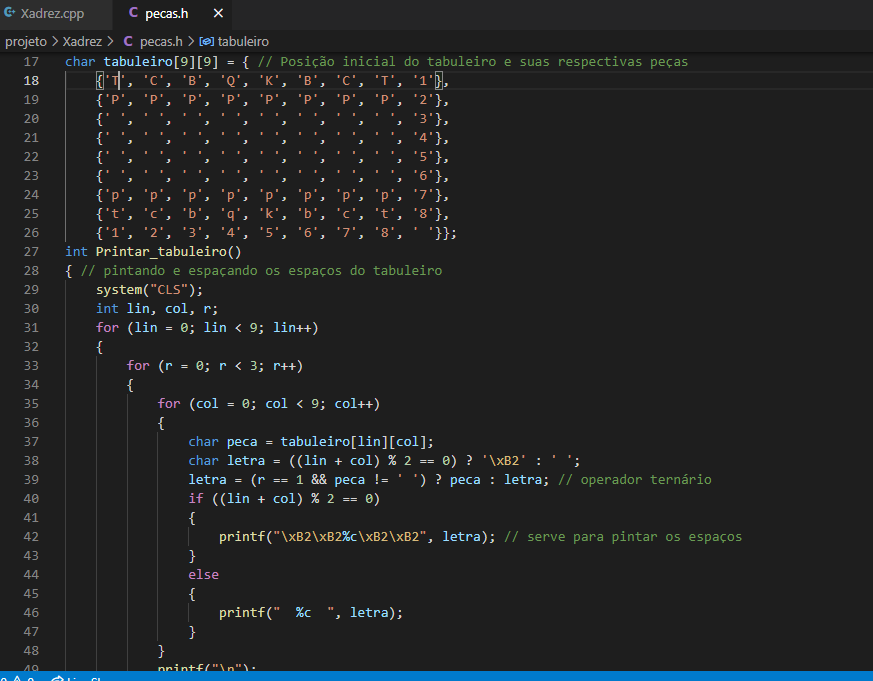 Xadrez.cpp
C pecas.h ×
projeto > Xadrez > C pecas.h > tabuleiro
17 char tabuleiro[9][9] = { // Posição inicial do tabuleiro e suas respectivas peças
18 {'T', 'C', 'B', 'Q', 'K', 'B', 'C', 'T', '1'},
19 {'P', 'P', 'P', 'P', 'P', 'P', 'P', 'P', '2'},
20 {' ', ' ', ' ', ' ', ' ', ' ', ' ', ' ', '3'},
21 {' ', ' ', ' ', ' ', ' ', ' ', ' ', ' ', '4'},
22 {' ', ' ', ' ', ' ', ' ', ' ', ' ', ' ', '5'},
23 {' ', ' ', ' ', ' ', ' ', ' ', ' ', ' ', '6'},
24 {'p', 'p', 'p', 'p', 'p', 'p', 'p', 'p', '7'},
25 {'t', 'c', 'b', 'q', 'k', 'b', 'c', 't', '8'},
26 {'1', '2', '3', '4', '5', '6', '7', '8', ' '}};
27 int Printar_tabuleiro()
28 { // pintando e espaçando os espaços do tabuleiro
29 system("CLS");
30 int lin, col, r;
31 for (lin = 0; lin < 9; lin++)
32 {
33 for (r = 0; r < 3; r++)
34 {
35 for (col = 0; col < 9; col++)
36 {
37 char peca = tabuleiro[lin][col];
38 char letra = ((lin + col) % 2 == 0) ? '\xB2' : ' ';
39 letra = (r == 1 && peca != ' ') ? peca : letra; // operador ternário
40 if ((lin + col) % 2 == 0)
41 {
42 printf("\xB2\xB2%c\xB2\xB2", letra); // serve para pintar os espaços
43 }
44 else
45 {
46 printf("  %c  ", letra);
47 }
48 }
49 printf("\n");